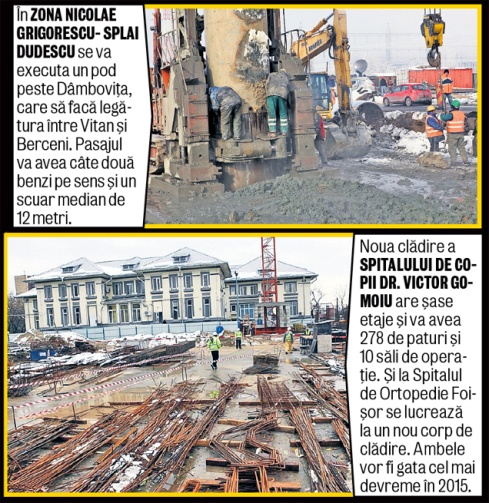 În ZONA NICOLAE
GRIGORESCU- SPLAI
DUDESCU se va
executa un pod
peste Dâmbovița,
care să facă legă-
tura între Vitan și
Berceni. Pasajul
va avea câte două
benzi pe sens și un
scuar median de
12 metri.
Noua clădire a
SPITALULUI DE CO-
PII DR. VICTOR GO-
MOIU are șase
etaje și va avea
278 de paturi și
10 săli de opera-
ție. Și la Spitalul
de Ortopedie Foi-
șor se lucrează
la un nou corp de
clădire. Ambele
vor fi gata cel mai
devreme în 2015.